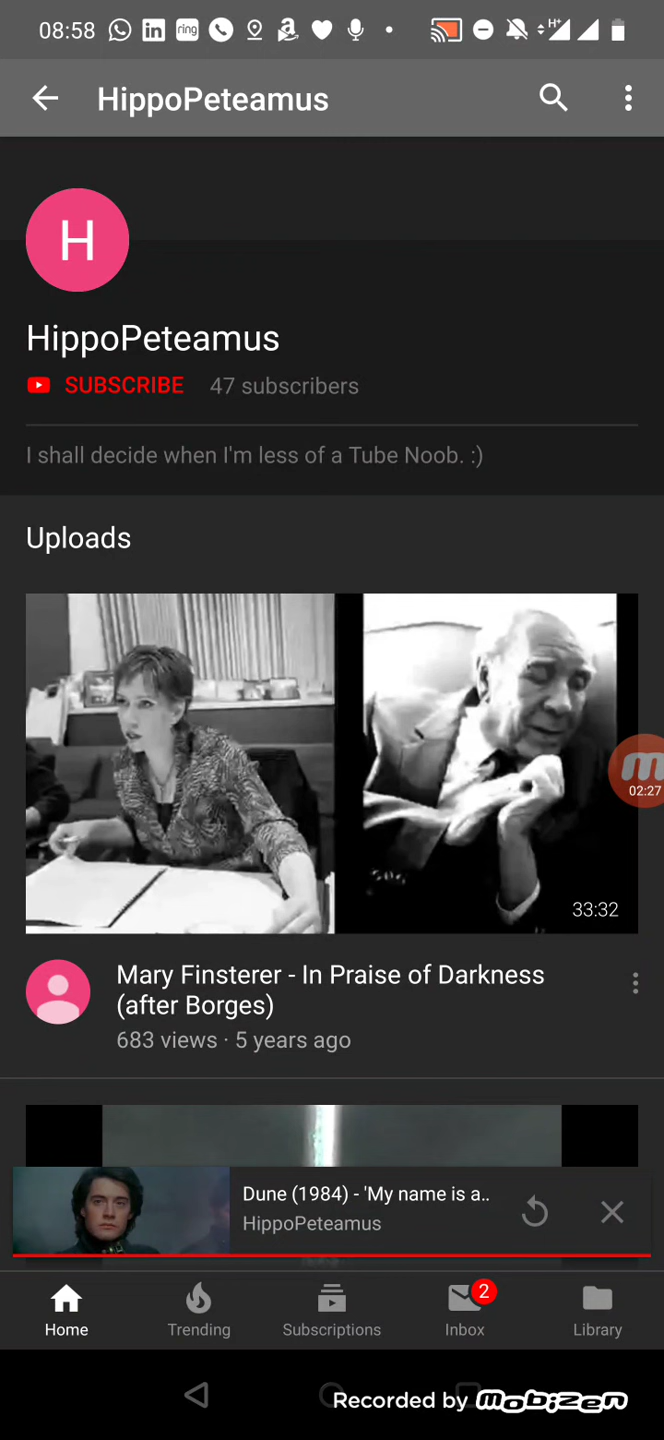 08:58
ring
H+
HippoPeteamus
H
HippoPeteamus
SUBSCRIBE 47 subscribers
I shall decide when I'm less of a Tube Noob. :)
Uploads
02:27
33:32
Mary Finsterer - In Praise of Darkness
(after Borges)
683 views · 5 years ago
Dune (1984) - 'My name is a..
HippoPeteamus
2
Home Trending Subscriptions Inbox Library
Recorded by mobizen